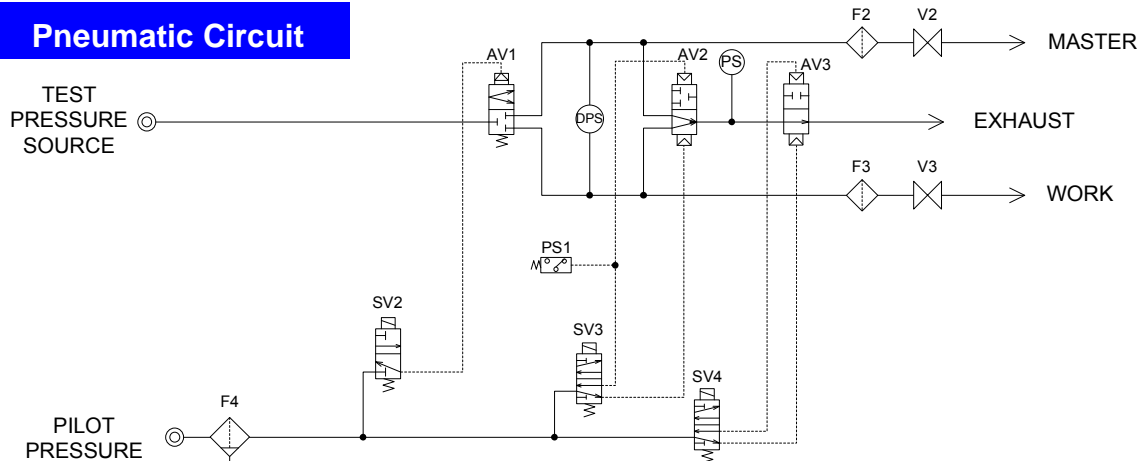 Pneumatic Circuit
F2
V2
MASTER
AV1
AV2
PS
AV3
TEST
PRESSURE
SOURCE
DPS
EXHAUST
F3
V3
WORK
PS1
SV2
SV3
SV4
F4
PILOT
PRESSURE